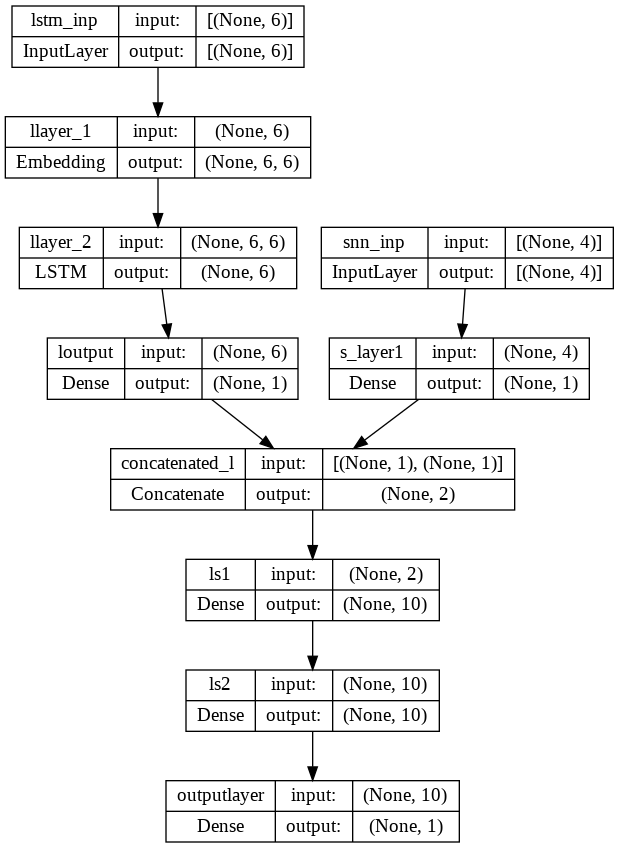 lstm_inp input: [(None, 6)]
InputLayer output: [(None, 6)]
llayer_1 input: (None, 6)
Embedding output: (None, 6, 6)
llayer_2 input: (None, 6, 6)
LSTM output: (None, 6)
snn_inp input: [(None, 4)]
InputLayer output: [(None, 4)]
loutput input: (None, 6)
Dense output: (None, 1)
s_layer1 input: (None, 4)
Dense output: (None, 1)
concatenated_l input: [(None, 1), (None, 1)]
Concatenate output: (None, 2)
ls1 input: (None, 2)
Dense output: (None, 10)
ls2 input: (None, 10)
Dense output: (None, 10)
outputlayer input: (None, 10)
Dense output: (None, 1)